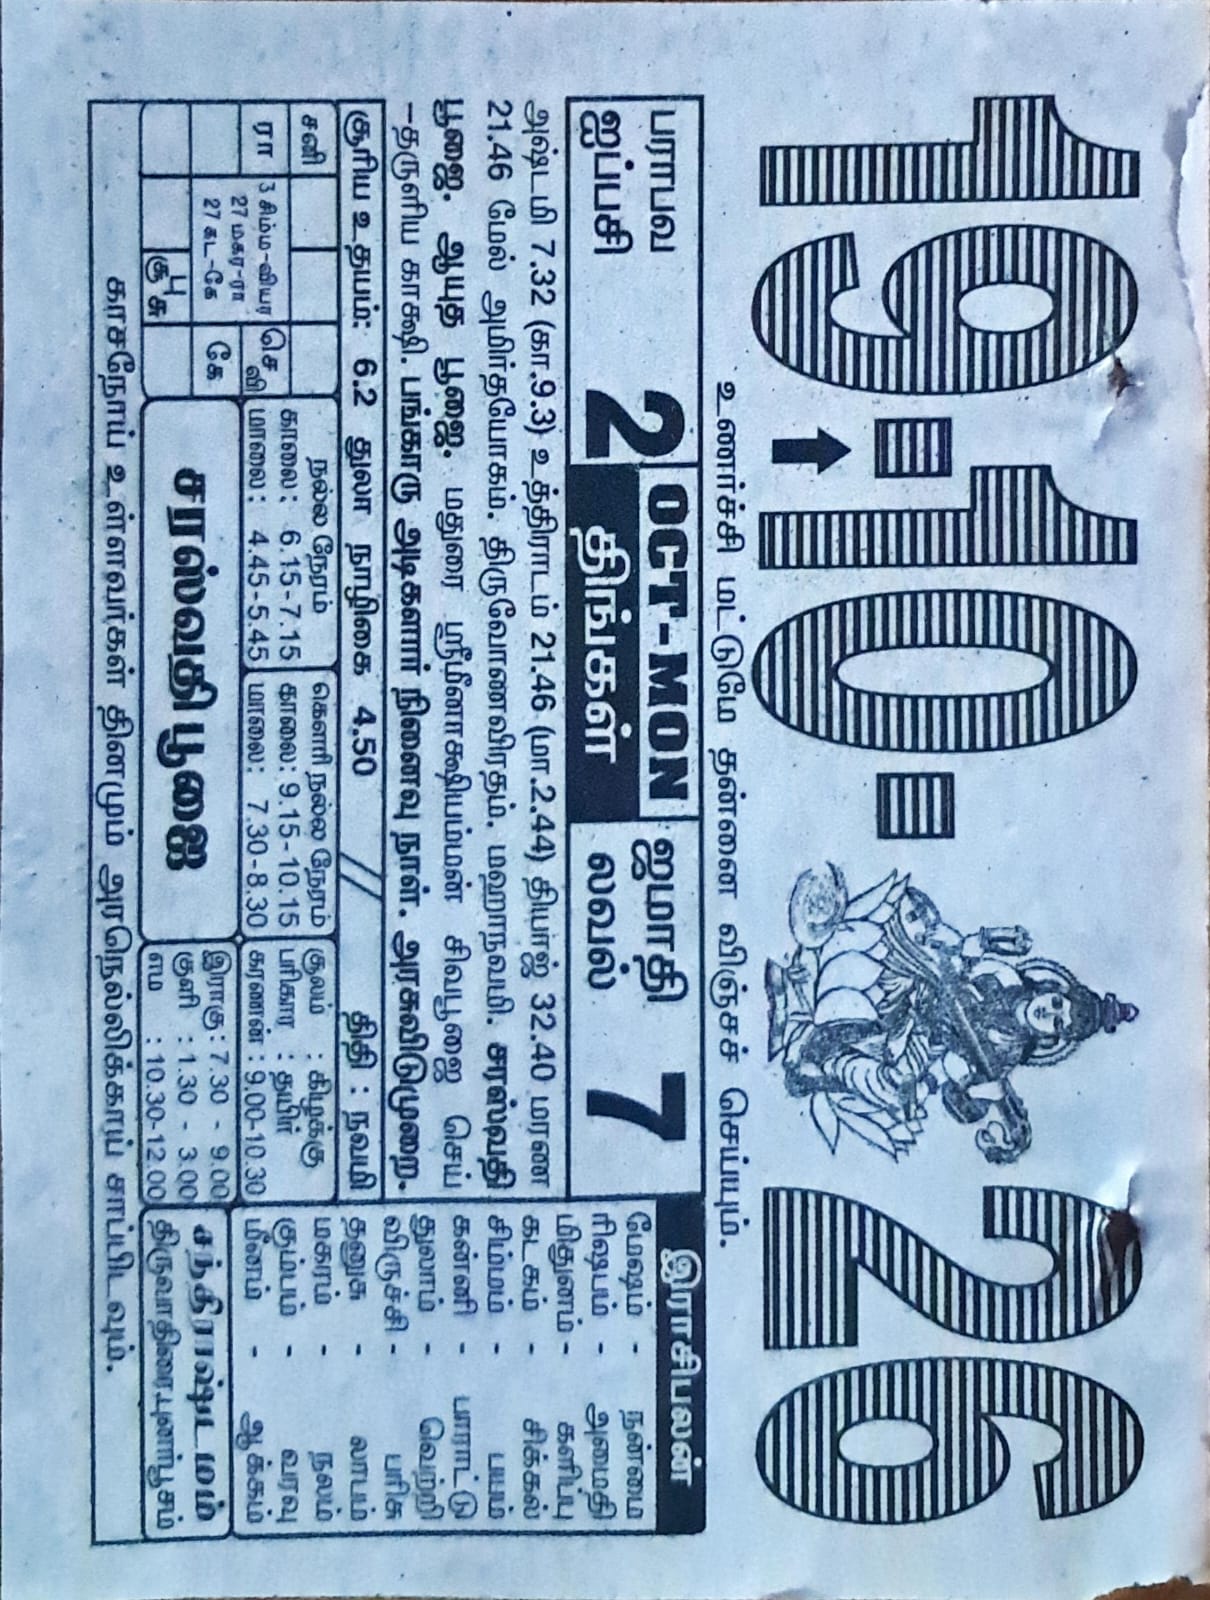 19-10-26
உணர்ச்சி மட்டுமே தன்னை விஞ்சச் செய்யும்.
பராபவ
ஐப்பசி
2
OCT-MON
திங்கள்
ஜமாதி
லவல்
7
அஷ்டமி 7.32 (கா.9.3) உத்திராடம் 21.46 (மா.2.44) தியாஜ் 32.40 மரண
21.46 மேல் அமிர்தயோகம். திருவோணவிரதம். மஹாநவமி. சரஸ்வதி
பூஜை. ஆயுத பூஜை. மதுரை ஸ்ரீமீனாக்ஷியம்மன் சிவபூஜை செய்
-தருளிய காக்ஷி. பங்காரு அடிகளார் நினைவு நாள். அரசுவிடுமுறை.
சூரிய உதயம்: 6.2 துலா நாழிகை 4.50 // திதி : நவமி
சனி
ரா
3 சிம்ம-வியா
27 மகர-ரா
27 கட-கே
செ வி
கே
சூ 4 சு
நல்ல நேரம்
காலை : 6.15-7.15
மாலை : 4.45-5.45
கௌரி நல்ல நேரம்
காலை: 9.15-10.15
மாலை: 7.30-8.30
சூலம் : கிழக்கு
பரிகார : தயிர்
கரணன் : 9.00-10.30
சரஸ்வதி பூஜை
இராகு : 7.30 - 9.00
குளி : 1.30 - 3.00
எம : 10.30-12.00
சந்திராஷ்டமம்
திருவாதிரை,புனர்பூசம்
இராசிபலன்
மேஷம் - நன்மை
ரிஷபம் - அமைதி
மிதுனம் - களிப்பு
கடகம் - சிக்கல்
சிம்மம் - பயம்
கன்னி - பாராட்டு
துலாம் - வெற்றி
விருச்சி - பரிசு
தனுசு - லாபம்
மகரம் - நலம்
கும்பம் - வரவு
மீனம் - ஆக்கம்
காசநோய் உள்ளவர்கள் தினமும் அரநெல்லிக்காய் சாப்பிடவும்.